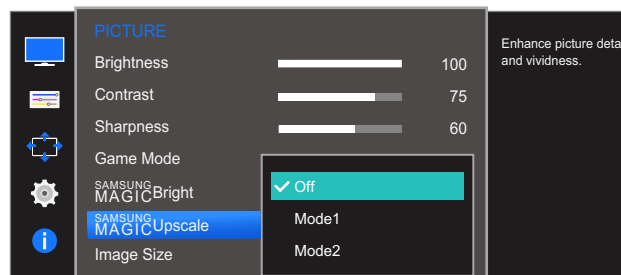 PICTURE
Brightness 100
Contrast 75
Sharpness 60
Game Mode
SAMSUNG
MAGICBright
SAMSUNG
MAGICUpscale
Image Size
Off
Mode1
Mode2
Enhance picture
and vividness.